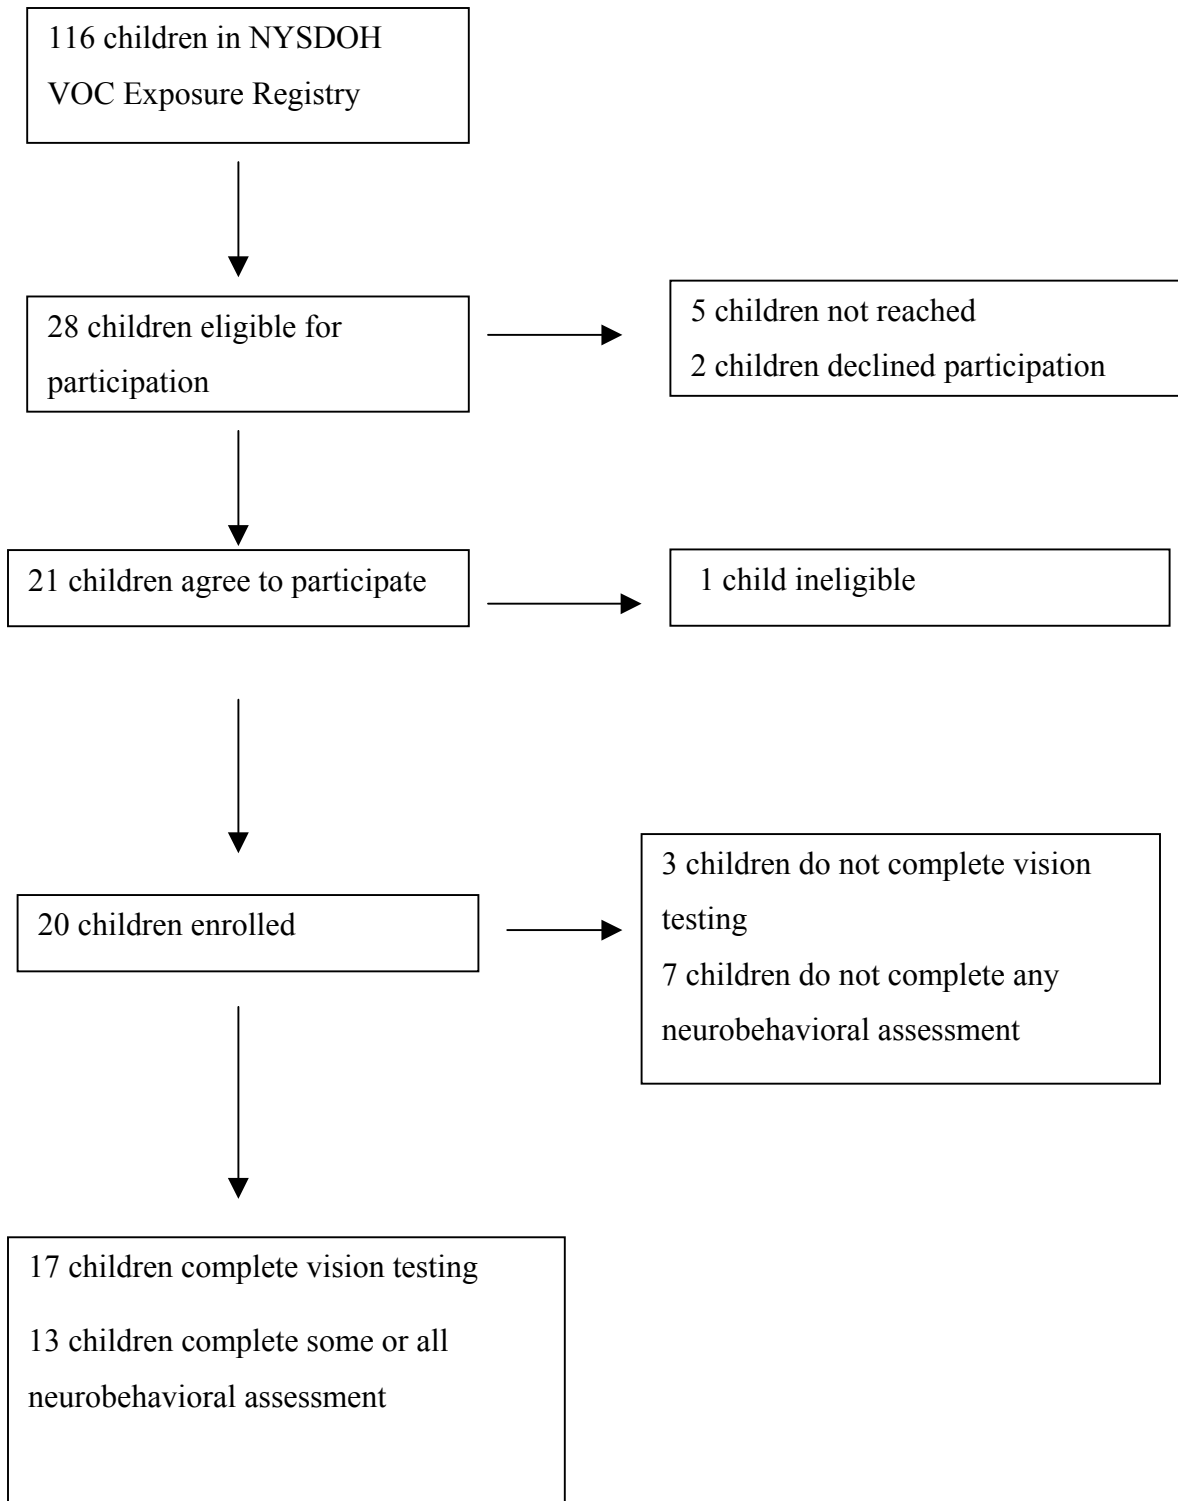 116 children in NYSDOH
VOC Exposure Registry
28 children eligible for
participation
5 children not reached
2 children declined participation
21 children agree to participate
1 child ineligible
20 children enrolled
3 children do not complete vision
testing
7 children do not complete any
neurobehavioral assessment
17 children complete vision testing
13 children complete some or all
neurobehavioral assessment